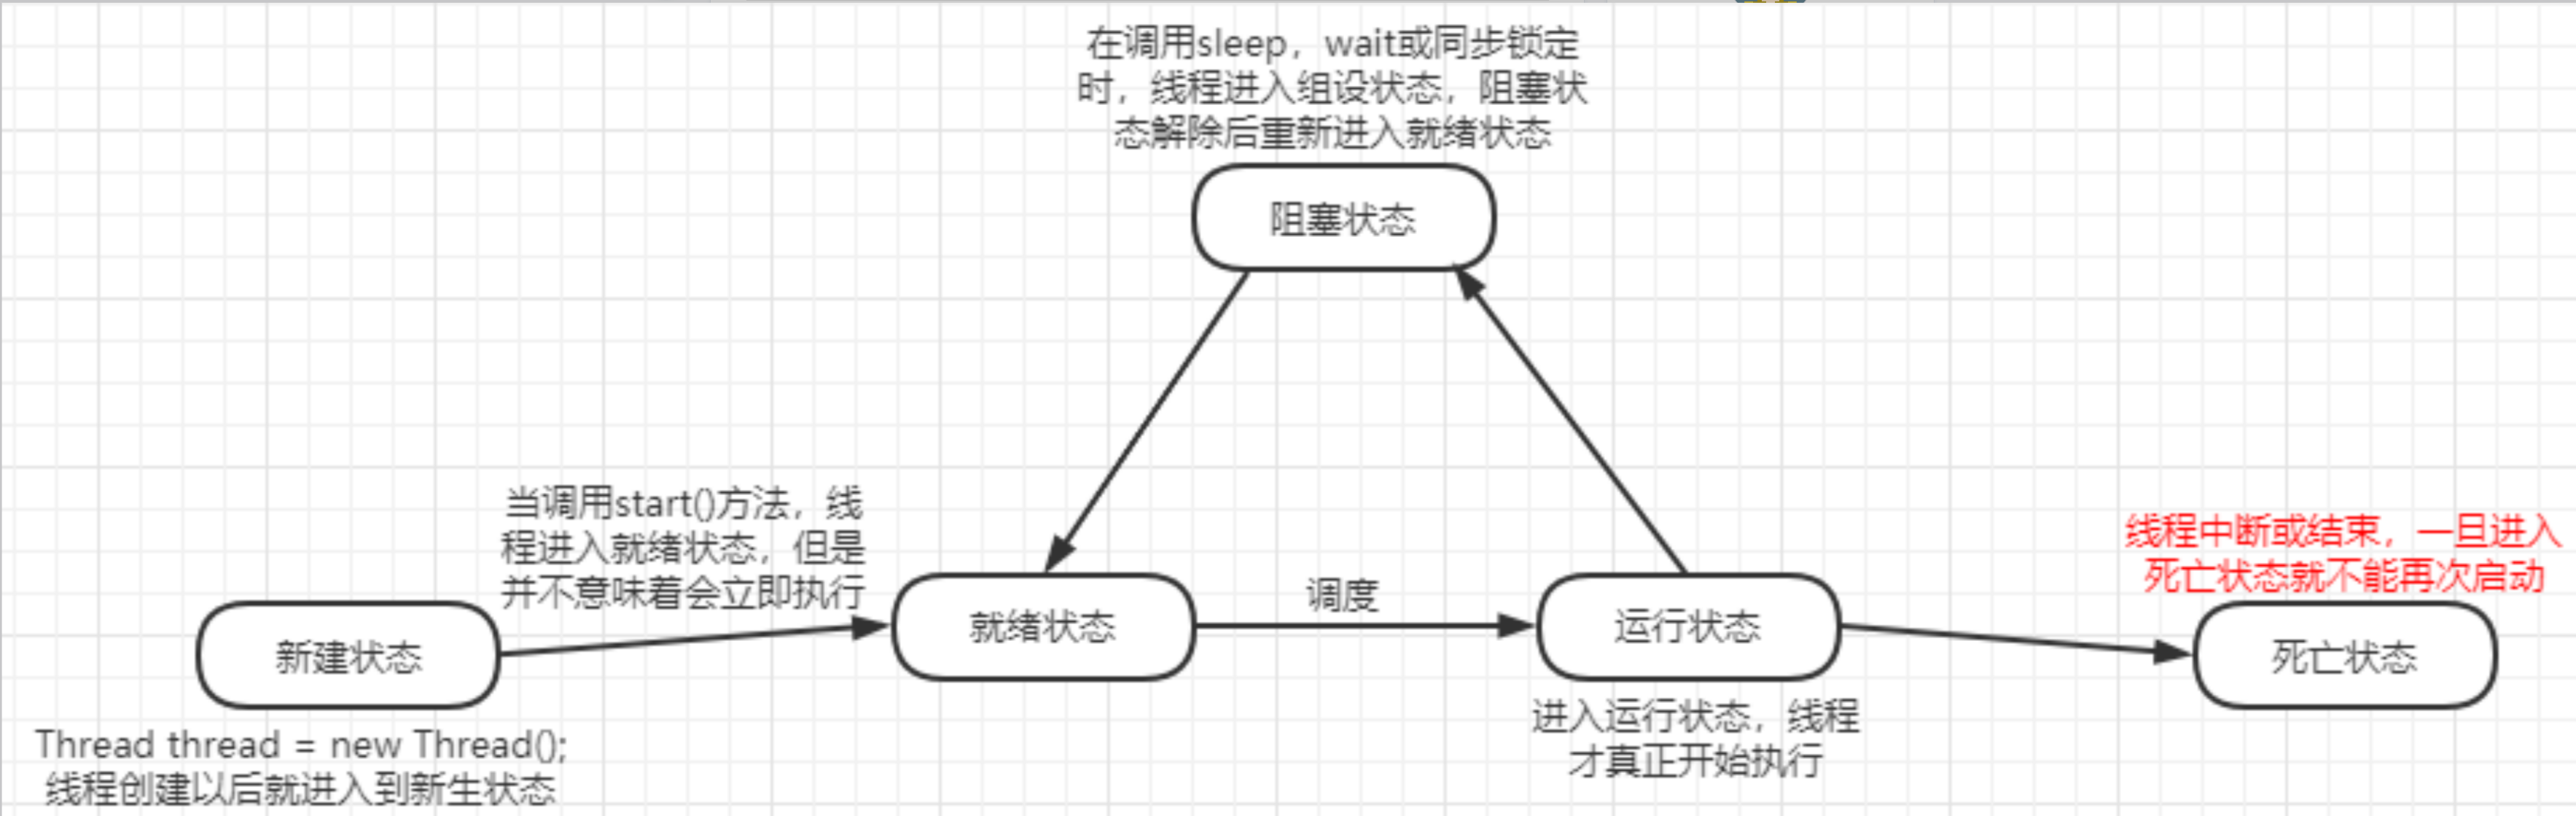 在调用sleep，wait或同步锁定
时，线程进入组设状态，阻塞状
态解除后重新进入就绪状态
阻塞状态
当调用start()方法，线
程进入就绪状态，但是
并不意味着会立即执行
新建状态
Thread thread = new Thread();
线程创建以后就进入到新生状态
就绪状态
调度
运行状态
进入运行状态，线程
才真正开始执行
线程中断或结束，一旦进入
死亡状态就不能再次启动
死亡状态